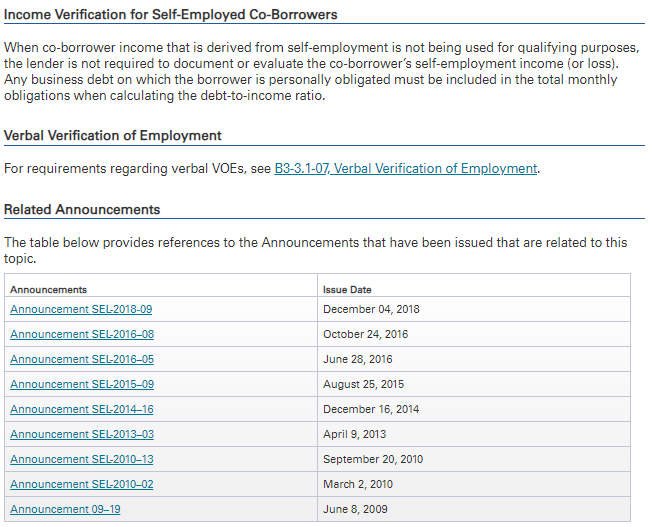 Income Verification for Self-Employed Co-Borrowers
When co-borrower income that is derived from self-employment is not being used for qualifying purposes,
the lender is not required to document or evaluate the co-borrower's self-employment income (or loss).
Any business debt on which the borrower is personally obligated must be included in the total monthly
obligations when calculating the debt-to-income ratio.
Verbal Verification of Employment
For requirements regarding verbal VOEs, see B3-3.1-07, Verbal Verification of Employment.
Related Announcements
The table below provides references to the Announcements that have been issued that are related to this
topic.
Announcements Issue Date
Announcement SEL-2018-09 December 04, 2018
Announcement SEL-2016–08 October 24, 2016
Announcement SEL-2016–05 June 28, 2016
Announcement SEL-2015–09 August 25, 2015
Announcement SEL-2014–16 December 16, 2014
Announcement SEL-2013–03 April 9, 2013
Announcement SEL-2010–13 September 20, 2010
Announcement SEL-2010–02 March 2, 2010
Announcement 09–19 June 8, 2009